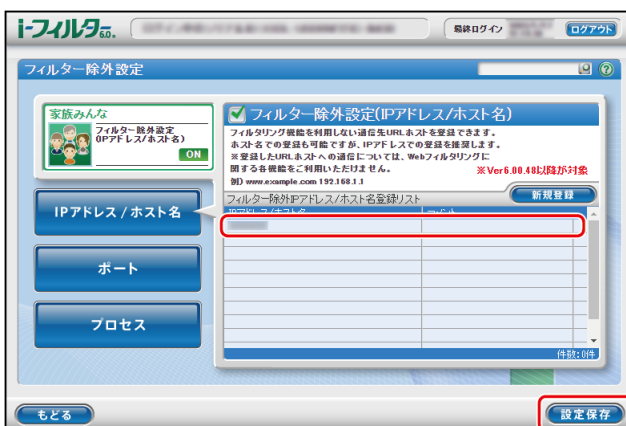 i-フィルター6.0.
最終ログイン
ログアウト
フィルター除外設定
?
家族みんな
フィルター除外設定
(IPアドレス/ホスト名)
ON
IPアドレス / ホスト名
ポート
プロセス
フィルター除外設定(IPアドレス/ホスト名)
フィルタリング機能を利用しない通信先URLホストを登録できます。
ホスト名での登録も可能ですが、IPアドレスでの登録を推奨します。
※登録したURLホストへの通信については、Webフィルタリングに
関する各機能をご利用いただけません。
※Ver6.00.48以降が対象
例) www.example.com 192.168.1.1
新規登録
フィルター除外IPアドレス/ホスト名登録リスト
IPアドレス/ホスト名
コメント
件数:0件
もどる
設定保存